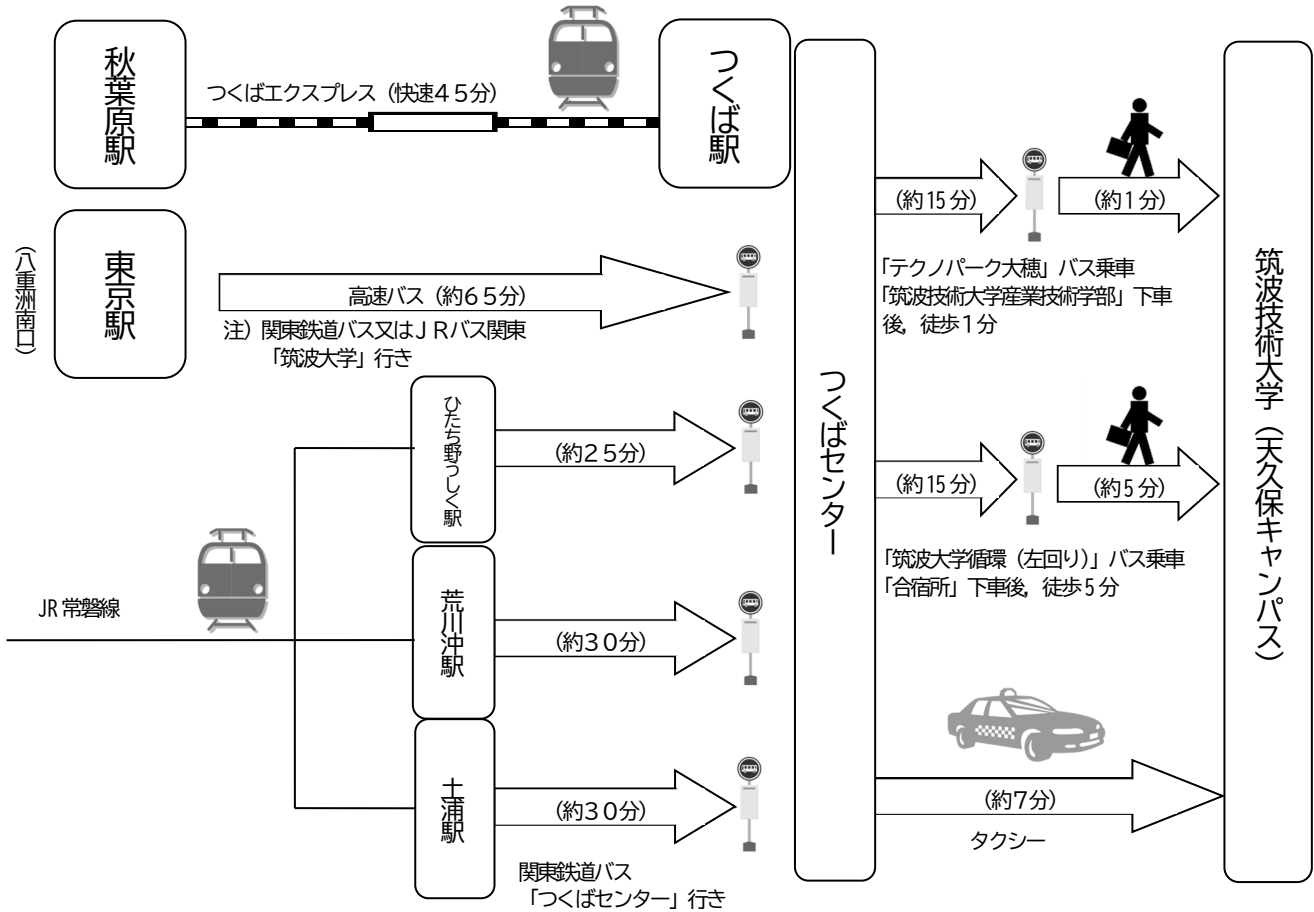 秋葉原駅
つくばエクスプレス（快速４５分）
つくば駅
（八重洲南口）
東京駅
高速バス（約６５分）
注）関東鉄道バス又はＪＲバス関東
「筑波大学」行き
ひたち野うしく駅
（約２５分）
JR 常磐線
荒川沖駅
（約３０分）
土浦駅
（約３０分）
関東鉄道バス
「つくばセンター」行き
つくばセンター
（約15 分）
（約１分）
「テクノパーク大穂」バス乗車
「筑波技術大学産業技術学部」下車
後，徒歩１分
（約15 分）
（約５分）
「筑波大学循環（左回り）」バス乗車
「合宿所」下車後，徒歩５分
（約7分）
タクシー
筑波技術大学（天久保キャンパス）